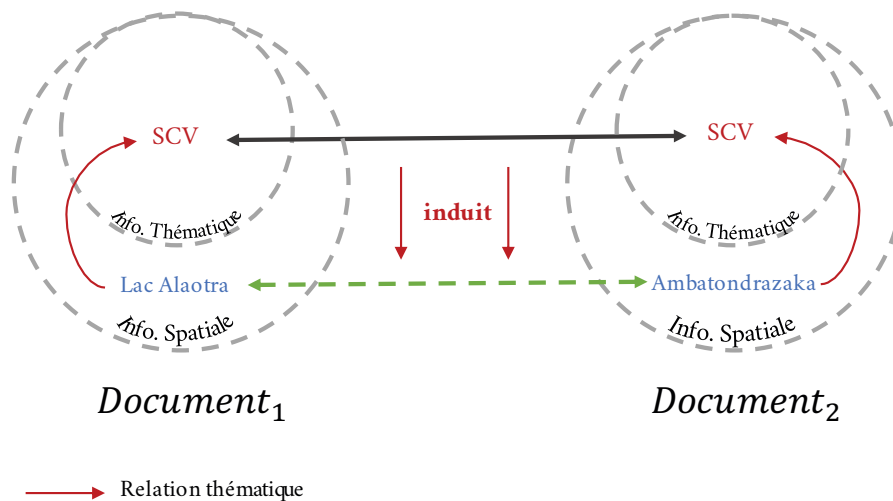 SCV
SCV
induit
Info. Thématique
Info. Thématique
Lac Alaotra
Ambatondrazaka
Info. Spatiale
Info. Spatiale
Document₁
Document₂
Relation thématique